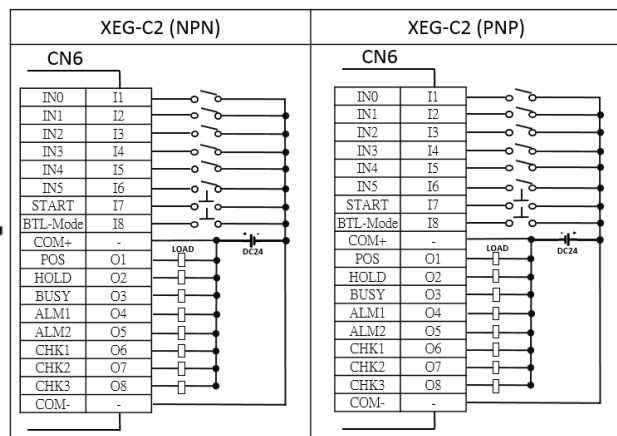 XEG-C2 (NPN)
CN6
IN0 I1
IN1 I2
IN2 I3
IN3 I4
IN4 I5
IN5 I6
START I7
BTL-Mode I8
COM+ -
POS O1
HOLD O2
BUSY O3
ALM1 O4
ALM2 O5
CHK1 O6
CHK2 O7
CHK3 O8
COM- -
LOAD
+ -
DC24
XEG-C2 (PNP)
CN6
IN0 I1
IN1 I2
IN2 I3
IN3 I4
IN4 I5
IN5 I6
START I7
BTL-Mode I8
COM+ -
POS O1
HOLD O2
BUSY O3
ALM1 O4
ALM2 O5
CHK1 O6
CHK2 O7
CHK3 O8
COM- -
LOAD
- +
DC24